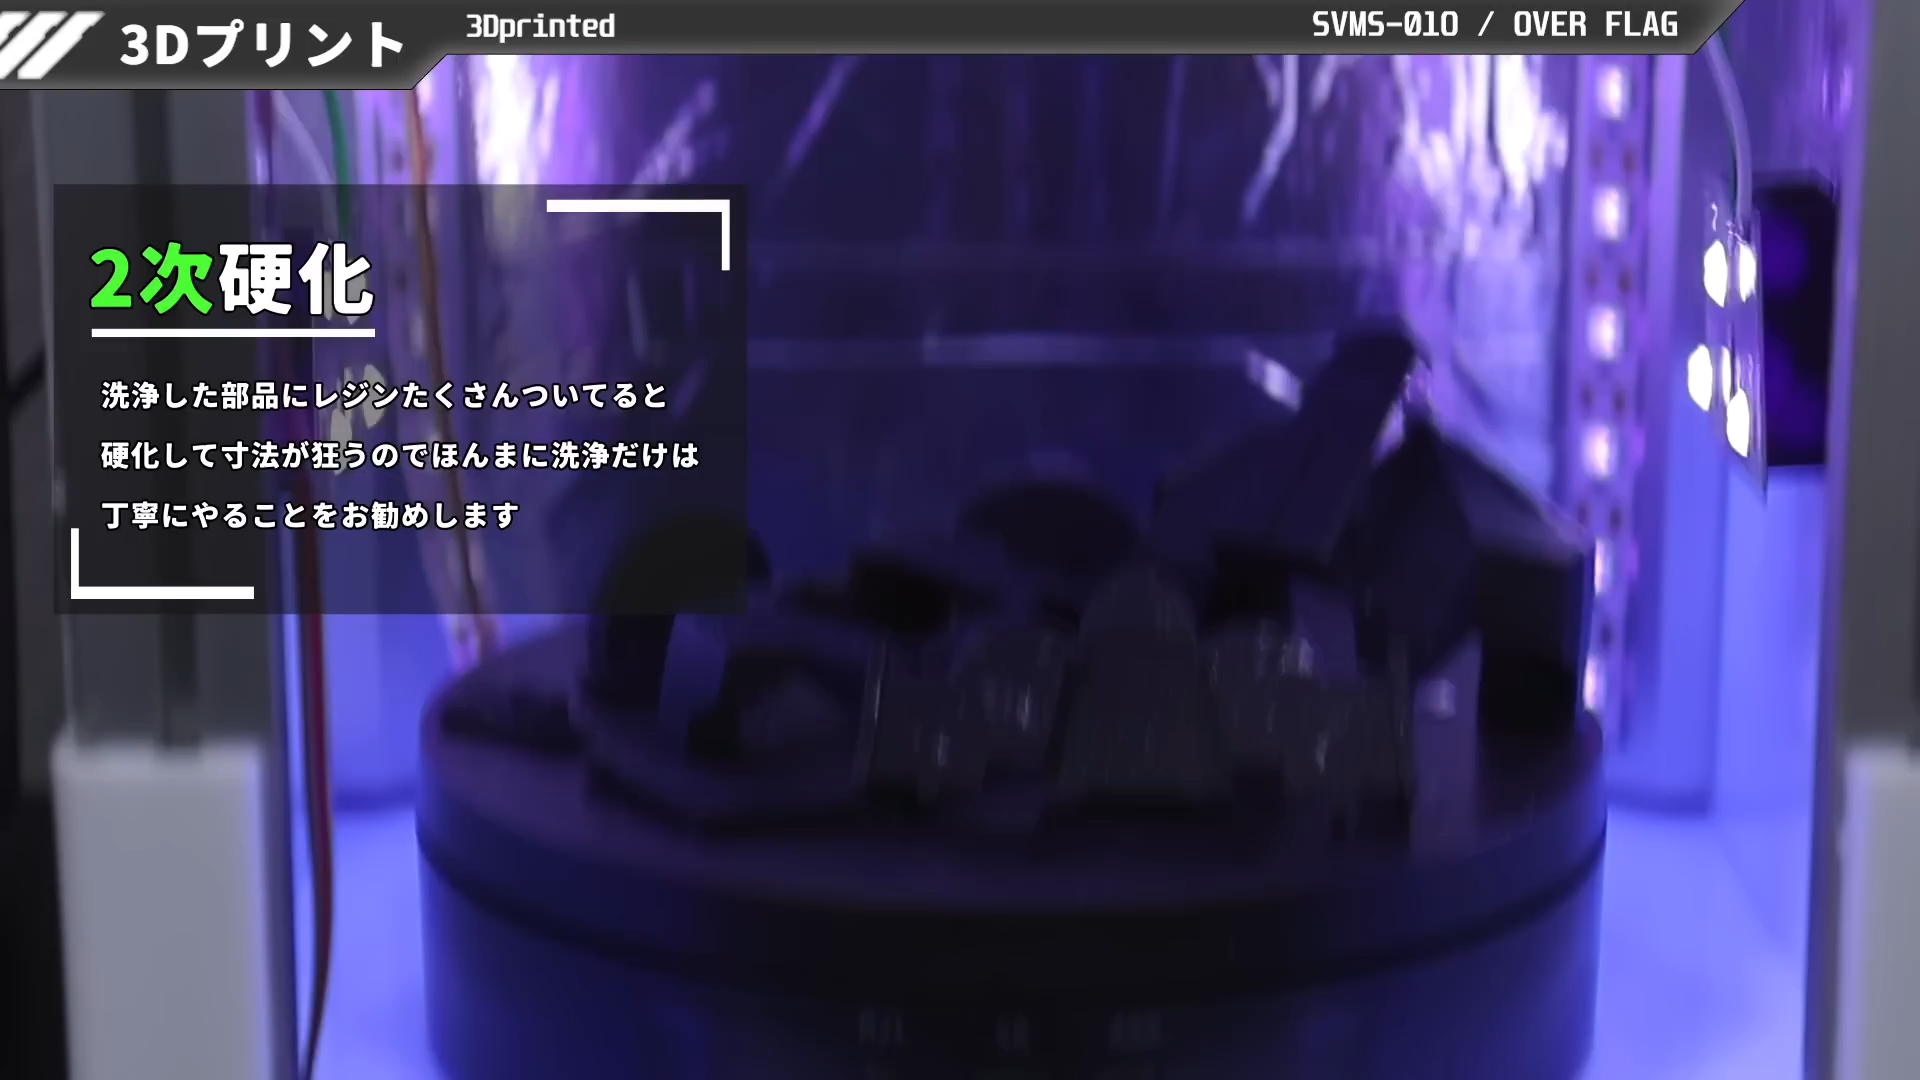 3Dプリント
3Dprinted
SVMS-010 / OVER FLAG
2次硬化
洗浄した部品にレジンたくさんついてると
硬化して寸法が狂うのでほんまに洗浄だけは
丁寧にやることをお勧めします